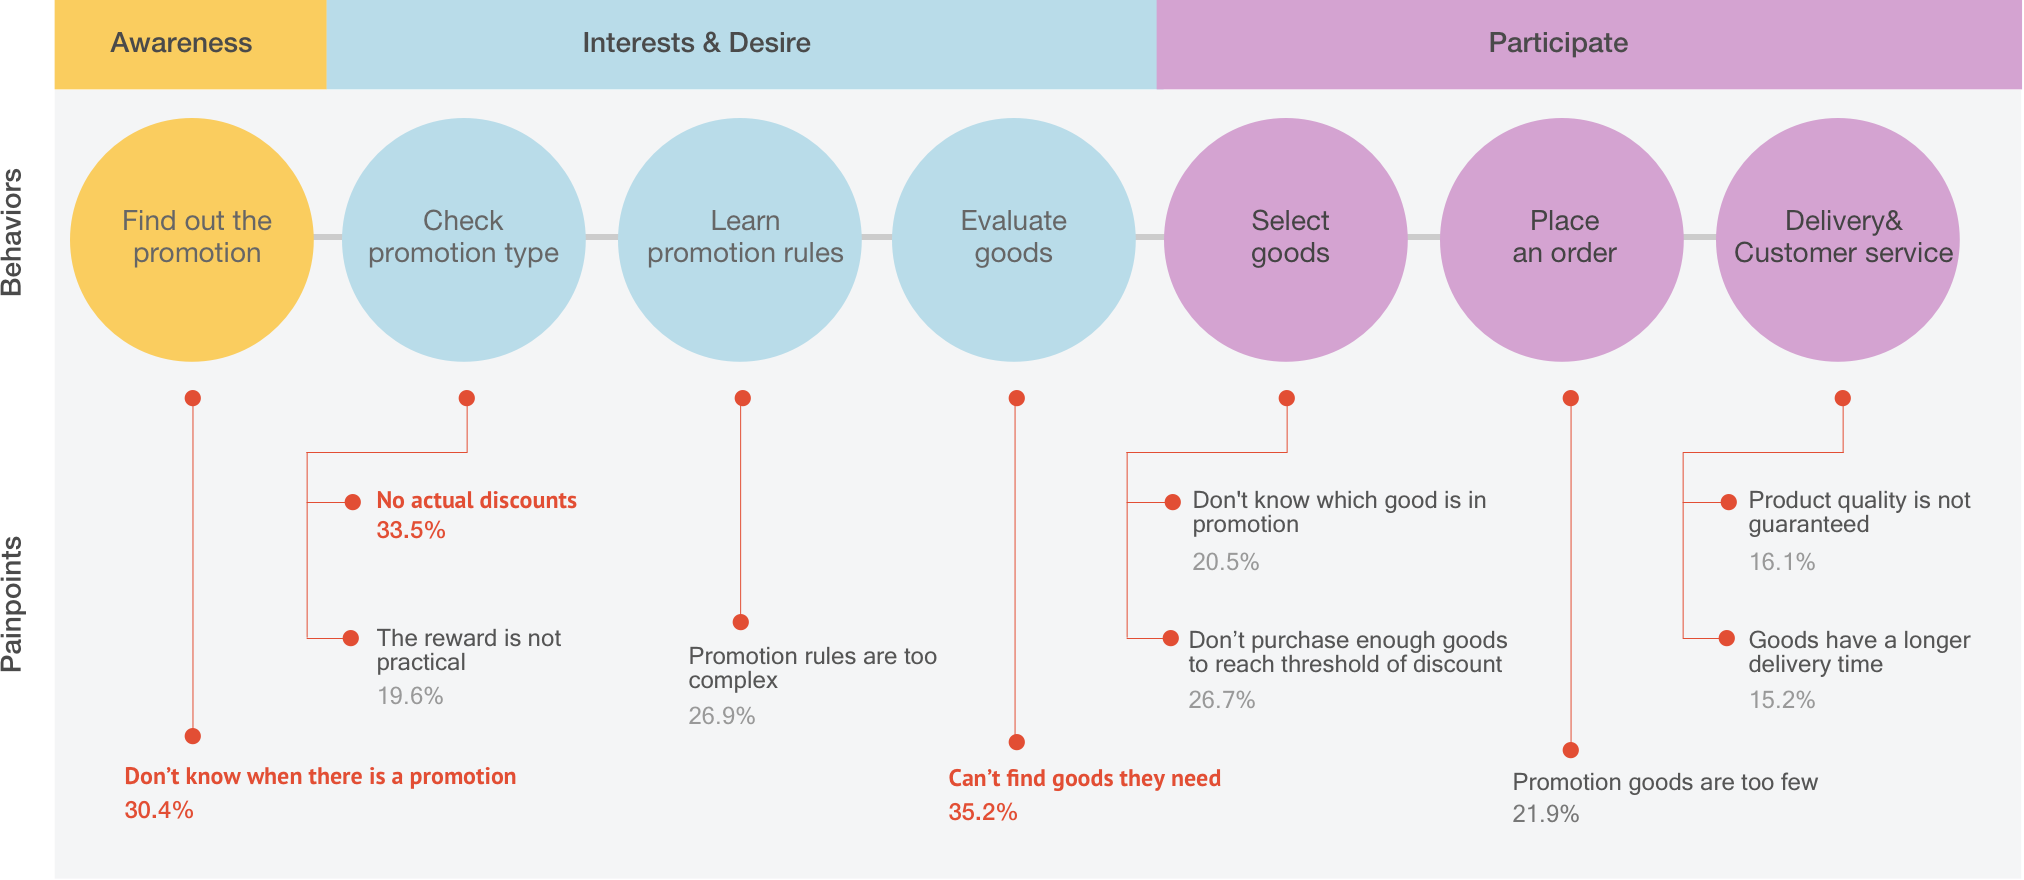 Awareness
Interests & Desire
Participate
Behaviors
Find out the
promotion
Check
promotion type
Learn
promotion rules
Evaluate
goods
Select
goods
Place
an order
Delivery&
Customer service
Painpoints
Don’t know when there is a promotion
30.4%
No actual discounts
33.5%
The reward is not
practical
19.6%
Promotion rules are too
complex
26.9%
Can’t find goods they need
35.2%
Don't know which good is in
promotion
20.5%
Don’t purchase enough goods
to reach threshold of discount
26.7%
Promotion goods are too few
21.9%
Product quality is not
guaranteed
16.1%
Goods have a longer
delivery time
15.2%